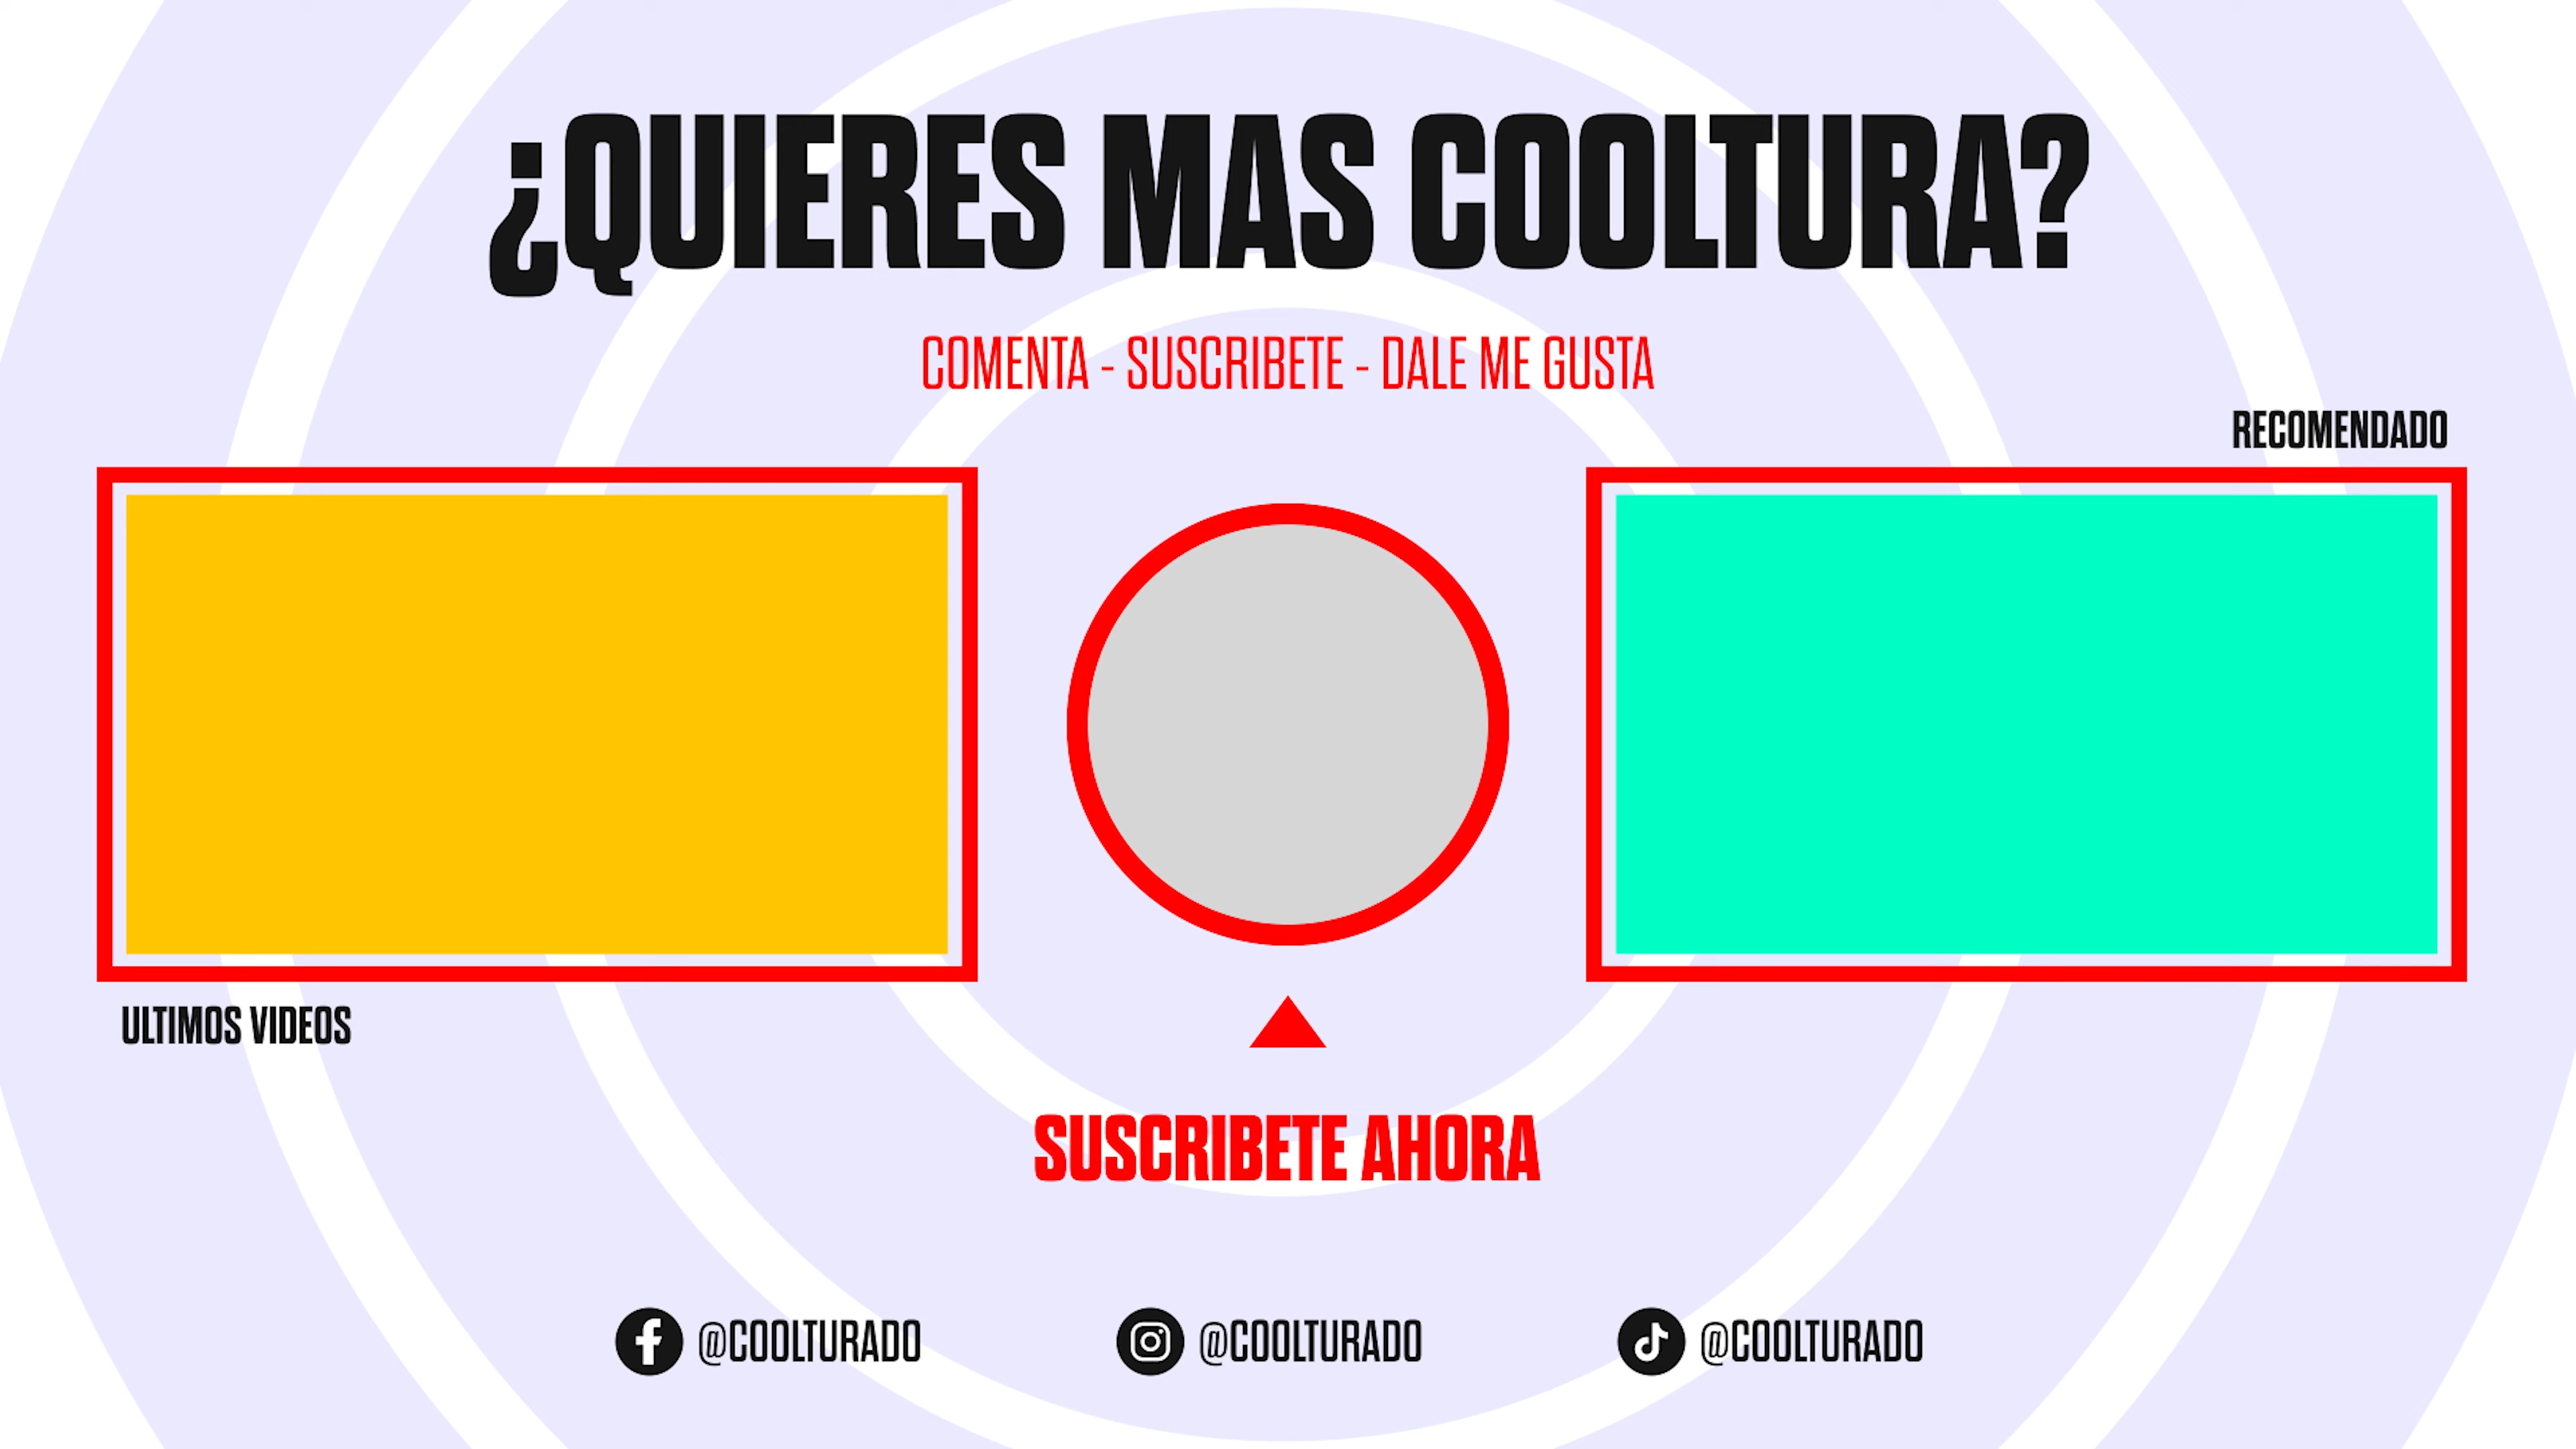 ¿QUIERES MAS COOLTURA?
COMENTA - SUSCRIBETE - DALE ME GUSTA
RECOMENDADO
ULTIMOS VIDEOS
SUSCRIBETE AHORA
@COOLTURADO
@COOLTURADO
@COOLTURADO